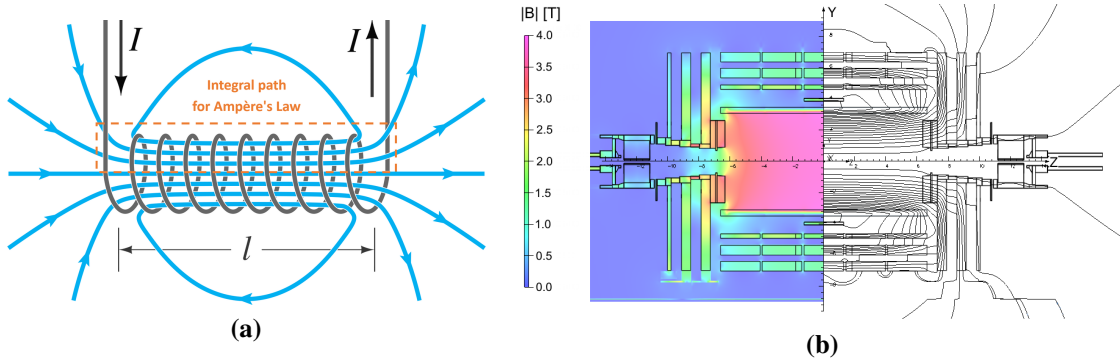 I
I
Integral path
for Ampère's Law
l
(a)
|B| [T]
4.0
3.5
3.0
2.5
2.0
1.5
1.0
0.5
0.0
Y
X
Z
(b)